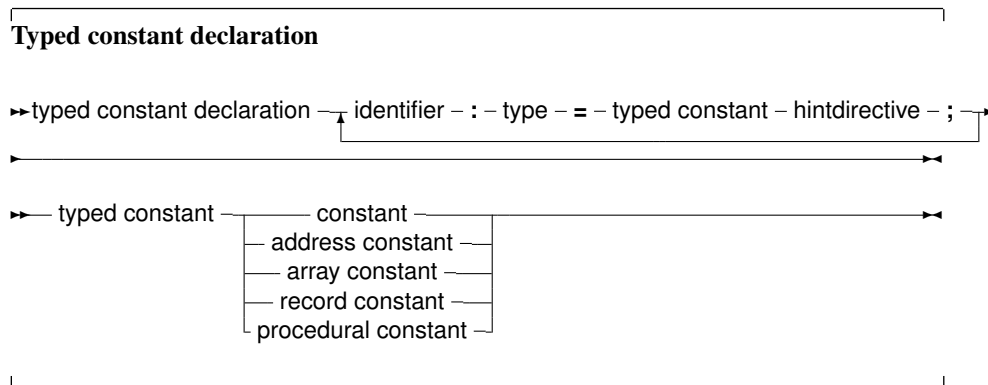 Typed constant declaration
typed constant declaration identifier : type = typed constant hintdirective ;
typed constant constant
address constant
array constant
record constant
procedural constant